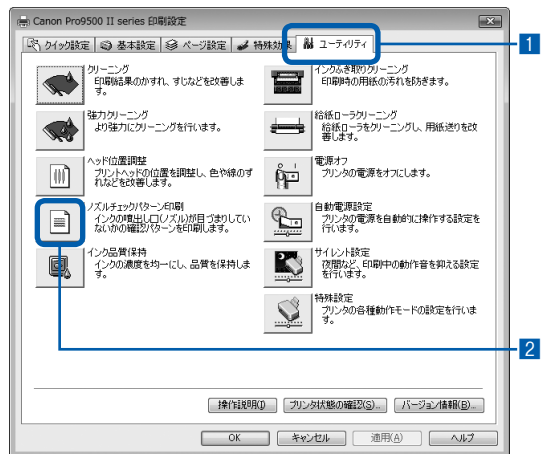 Canon Pro9500 II series 印刷設定
クイック設定 基本設定 ページ設定 特殊効果 ユーティリティ
1
クリーニング
印刷結果のかすれ、すじなどを改善しま
す。
強力クリーニング
より強力にクリーニングを行います。
ヘッド位置調整
プリントヘッドの位置を調整し、色や線のず
れなどを改善します。
ノズルチェックパターン印刷
インクの噴出し口(ノズル)が目づまりしてい
ないかの確認パターンを印刷します。
インク品質保持
インクの濃度を均一にし、品質を保持しま
す。
インクふき取りクリーニング
印刷時の用紙の汚れを防ぎます。
給紙ローラクリーニング
給紙ローラをクリーニングし、用紙送りを改
善します。
電源オフ
プリンタの電源をオフにします。
自動電源設定
プリンタの電源を自動的に操作する設定を
行います。
サイレント設定
夜間など、印刷中の動作音を抑える設定
を行います。
特殊設定
プリンタの各種動作モードの設定を行いま
す。
2
操作説明(I) プリンタ状態の確認(S)... バージョン情報(B)...
OK キャンセル 適用(A) ヘルプ